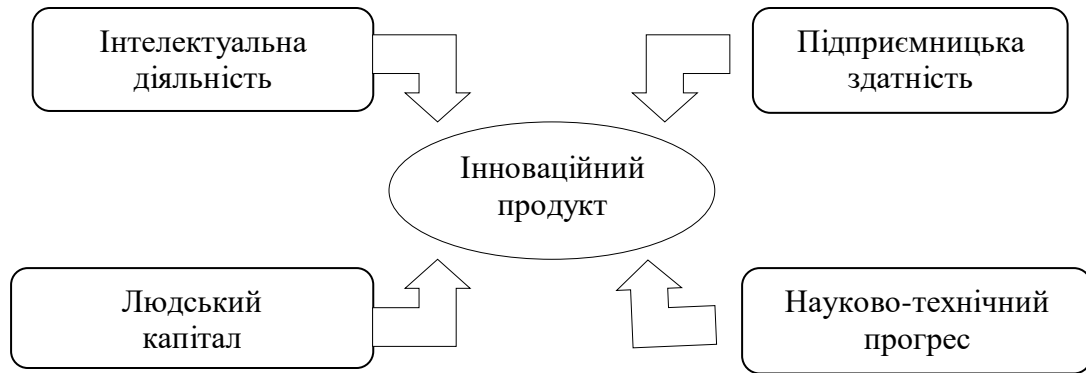 Інтелектуальна
діяльність
Підприємницька
здатність
Інноваційний
продукт
Людський
капітал
Науково-технічний
прогрес